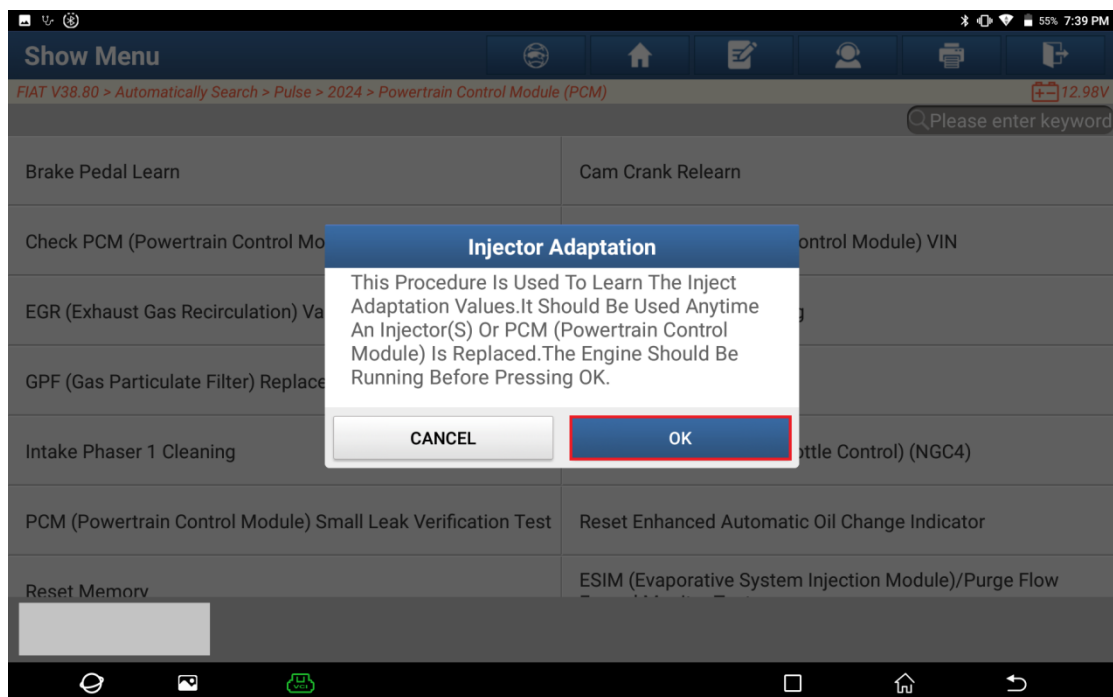 55% 7:39 PM
Show Menu
FIAT V38.80 > Automatically Search > Pulse > 2024 > Powertrain Control Module (PCM)
12.98V
Please enter keyword
Brake Pedal Learn
Cam Crank Relearn
Check PCM (Powertrain Control Mo
ontrol Module) VIN
Injector Adaptation
This Procedure Is Used To Learn The Inject
Adaptation Values.It Should Be Used Anytime
An Injector(S) Or PCM (Powertrain Control
Module) Is Replaced.The Engine Should Be
Running Before Pressing OK.
CANCEL
OK
EGR (Exhaust Gas Recirculation) Va
g
GPF (Gas Particulate Filter) Replace
Intake Phaser 1 Cleaning
ottle Control) (NGC4)
PCM (Powertrain Control Module) Small Leak Verification Test
Reset Enhanced Automatic Oil Change Indicator
Reset Memory
ESIM (Evaporative System Injection Module)/Purge Flow
VCI